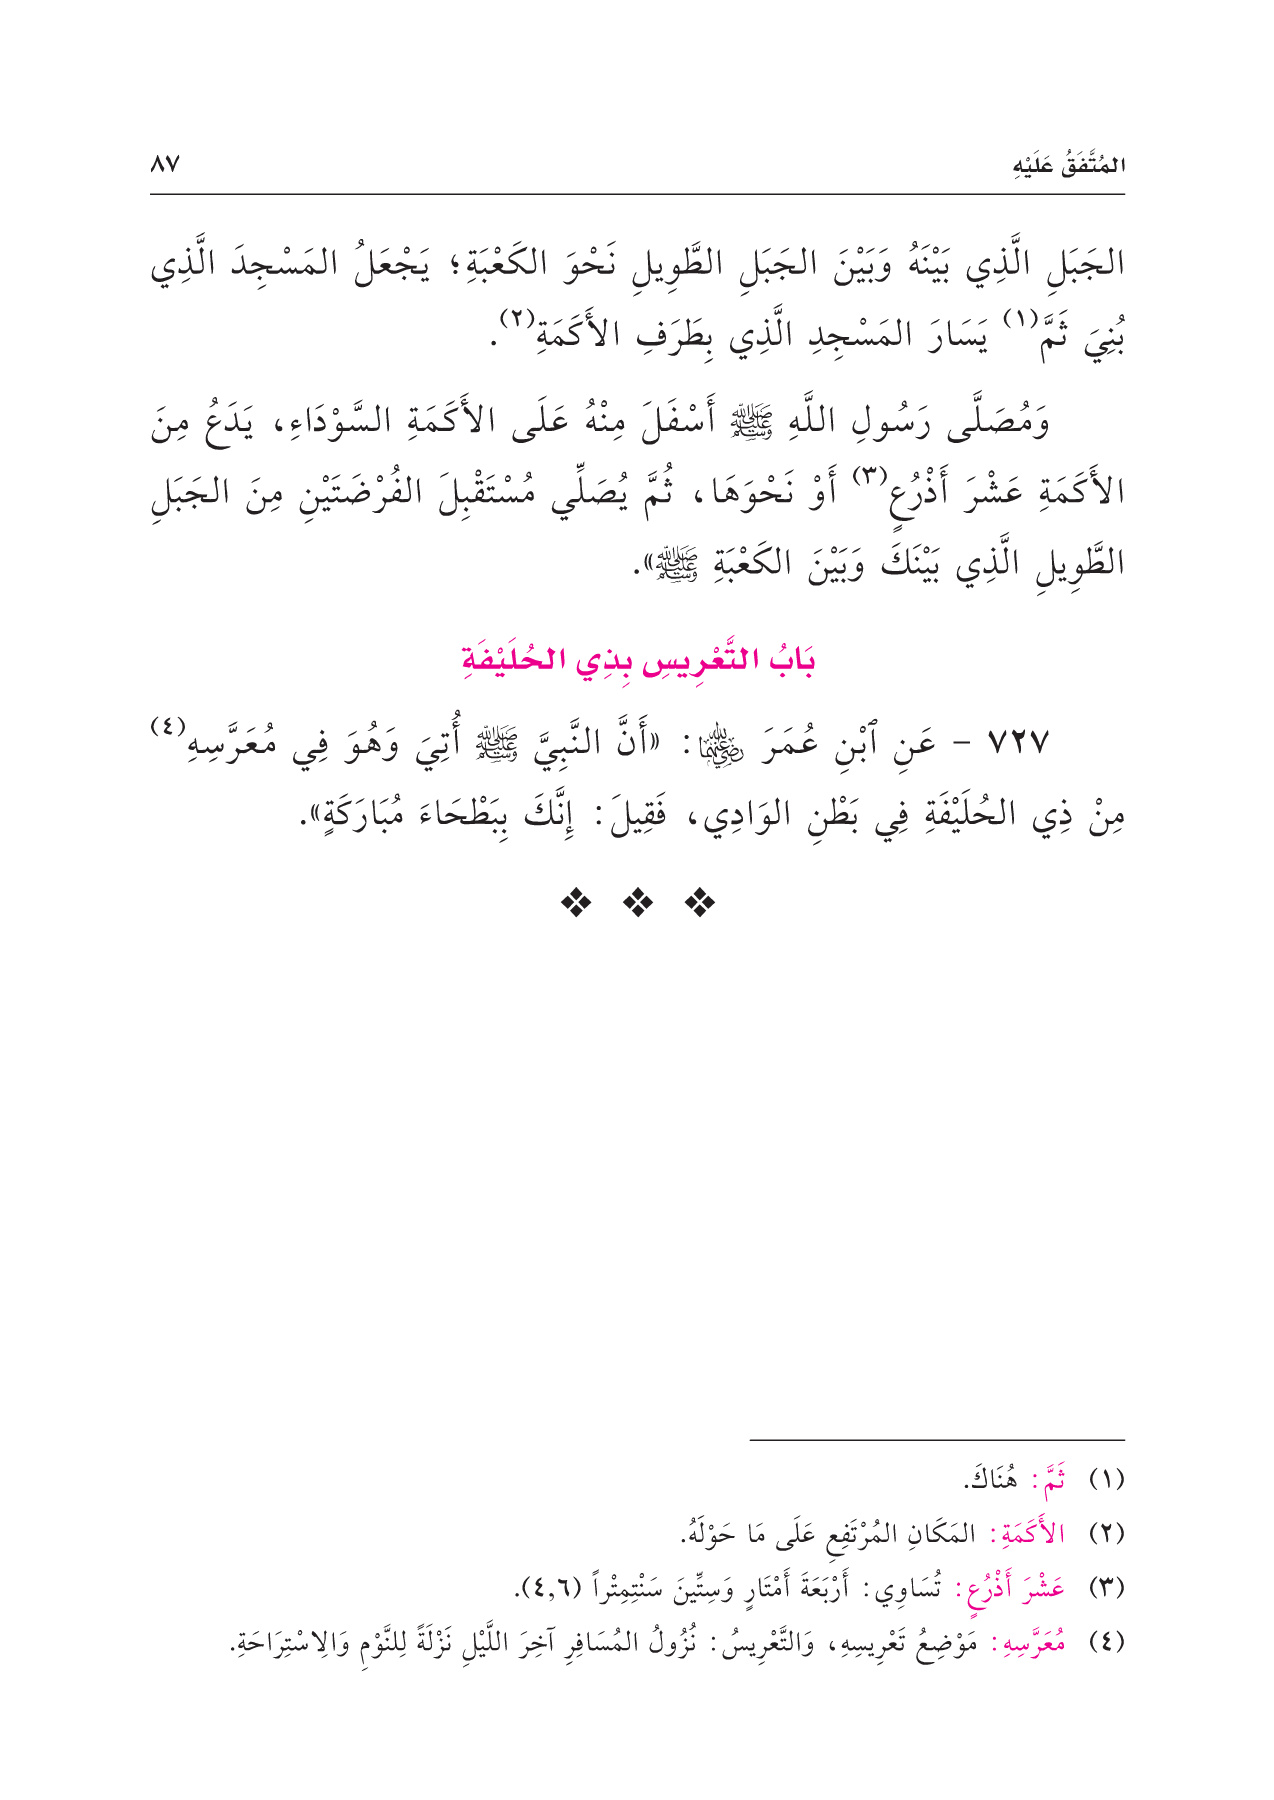 المُتَّفَقُ عَلَيْهِ ٨٧
الجَبَلِ الَّذِي بَيْنَهُ وَبَيْنَ الجَبَلِ الطَّوِيلِ نَحْوَ الكَعْبَةِ؛ يَجْعَلُ المَسْجِدَ الَّذِي
بُنِيَ ثَمَّ(١) يَسَارَ المَسْجِدِ الَّذِي بِطَرَفِ الأَكَمَةِ(٢).
وَمُصَلَّى رَسُولِ اللَّهِ ﷺ أَسْفَلَ مِنْهُ عَلَى الأَكَمَةِ السَّوْدَاءِ، يَدَعُ مِنَ
الأَكَمَةِ عَشْرَ أَذْرُعٍ(٣) أَوْ نَحْوَهَا، ثُمَّ يُصَلِّي مُسْتَقْبِلَ الفُرْضَتَيْنِ مِنَ الجَبَلِ
الطَّوِيلِ الَّذِي بَيْنَكَ وَبَيْنَ الكَعْبَةِ ﷺ».
بَابُ التَّعْرِيسِ بِذِي الحُلَيْفَةِ
٧٢٧ - عَنِ ٱبْنِ عُمَرَ رضي الله عنهما: «أَنَّ النَّبِيَّ ﷺ أُتِيَ وَهُوَ فِي مُعَرَّسِهِ(٤)
مِنْ ذِي الحُلَيْفَةِ فِي بَطْنِ الوَادِي، فَقِيلَ: إِنَّكَ بِبَطْحَاءَ مُبَارَكَةٍ».
❖ ❖ ❖
(١) ثَمَّ: هُنَاكَ.
(٢) الأَكَمَةِ: المَكَانِ المُرْتَفِعِ عَلَى مَا حَوْلَهُ.
(٣) عَشْرَ أَذْرُعٍ: تُسَاوِي: أَرْبَعَةَ أَمْتَارٍ وَسِتِّينَ سَنْتِمِتْراً (٤,٦).
(٤) مُعَرَّسِهِ: مَوْضِعُ تَعْرِيسِهِ، وَالتَّعْرِيسُ: نُزُولُ المُسَافِرِ آخِرَ اللَّيْلِ نَزْلَةً لِلنَّوْمِ وَالِاسْتِرَاحَةِ.